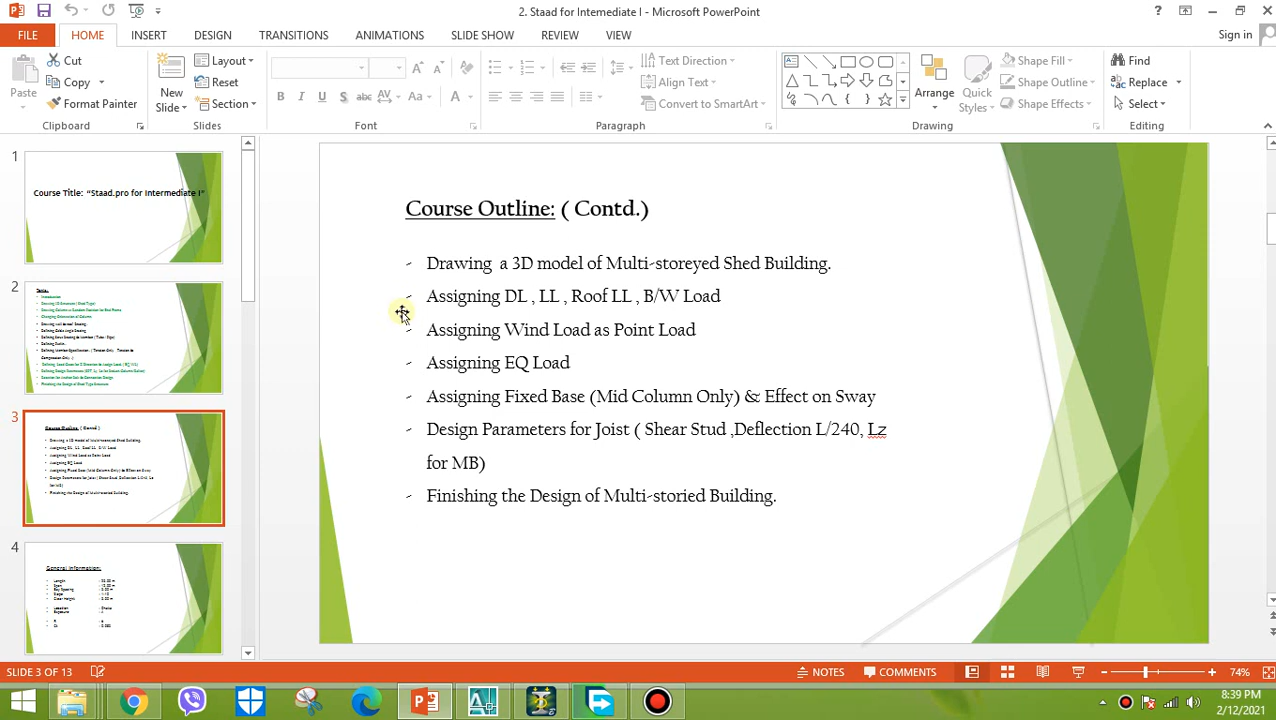 2. Staad for Intemediate I - Microsoft PowerPoint
FILE HOME INSERT DESIGN TRANSITIONS ANIMATIONS SLIDE SHOW REVIEW VIEW Sign in
Paste Cut Copy Format Painter Clipboard
New Slide Layout Reset Section Slides
Font
Text Direction Align Text Convert to SmartArt Paragraph
Arrange Quick Styles Shape Fill Shape Outline Shape Effects Drawing
Find Replace Select Editing
1
Course Title: “Staad.pro for Intermediate I”
2
3
4
General Information:
Course Outline: ( Contd.)
- Drawing a 3D model of Multi-storeyed Shed Building.
- Assigning DL , LL , Roof LL , B/W Load
- Assigning Wind Load as Point Load
- Assigning EQ Load
- Assigning Fixed Base (Mid Column Only) & Effect on Sway
- Design Parameters for Joist ( Shear Stud ,Deflection L/240, Lz
for MB)
- Finishing the Design of Multi-storied Building.
SLIDE 3 OF 13 NOTES COMMENTS 74%
8:39 PM
2/12/2021